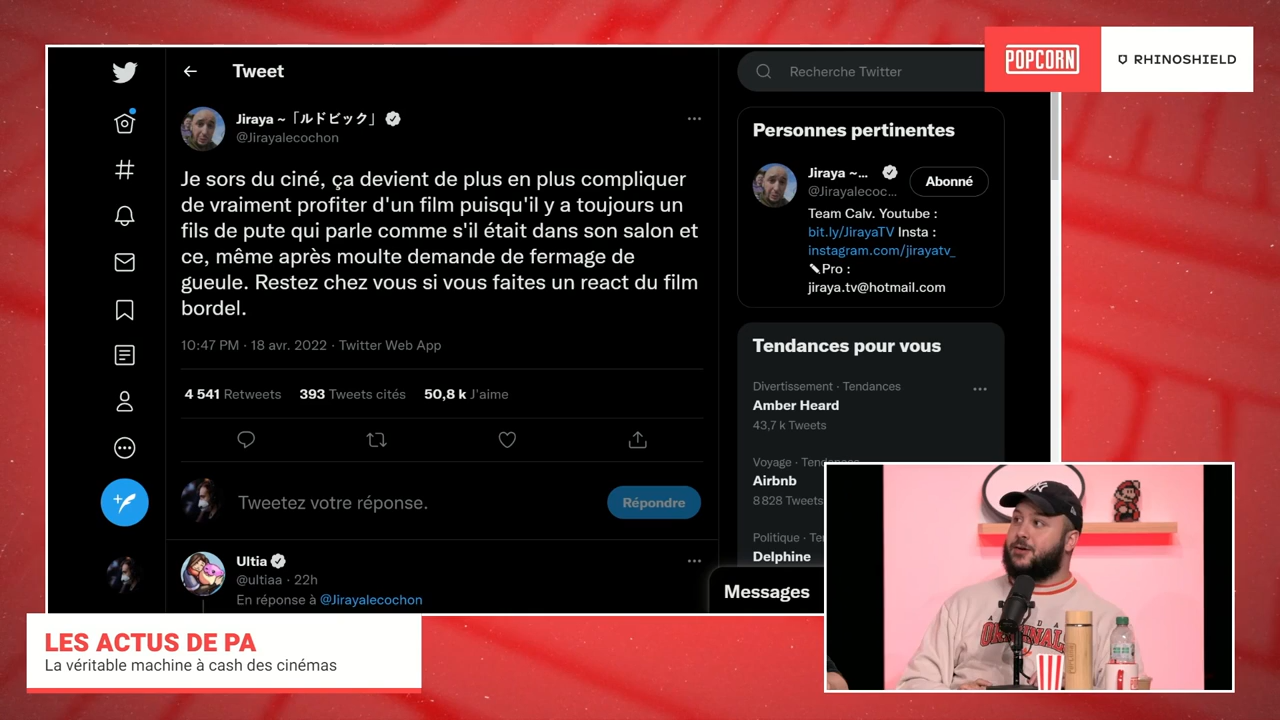 POPCORN
RHINOSHIELD
Tweet
Recherche Twitter
Jiraya ~「ルドビック」
@Jirayalecochon
Je sors du ciné, ça devient de plus en plus compliquer
de vraiment profiter d'un film puisqu'il y a toujours un
fils de pute qui parle comme s'il était dans son salon et
ce, même après moulte demande de fermage de
gueule. Restez chez vous si vous faites un react du film
bordel.
10:47 PM · 18 avr. 2022 · Twitter Web App
4 541 Retweets 393 Tweets cités 50,8 k J'aime
Tweetez votre réponse.
Répondre
Ultia
@ultiaa · 22h
En réponse à @Jirayalecochon
Personnes pertinentes
Jiraya ~...
@Jirayalecoc...
Abonné
Team Calv. Youtube :
bit.ly/JirayaTV Insta :
instagram.com/jirayatv_
✎Pro :
jiraya.tv@hotmail.com
Tendances pour vous
Divertissement · Tendances
Amber Heard
43,7 k Tweets
Voyage · Tendances
Airbnb
8 828 Tweets
Politique · Te
Delphine
Messages
ORIGINAL
LES ACTUS DE PA
La véritable machine à cash des cinémas